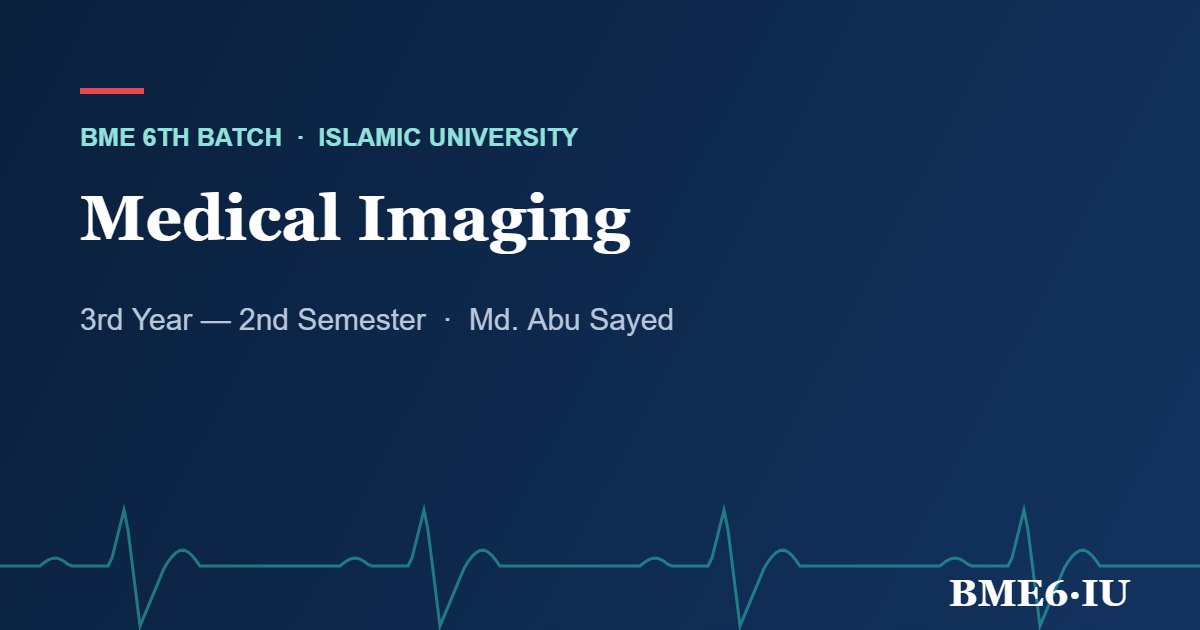 BME 6TH BATCH · ISLAMIC UNIVERSITY
Medical Imaging
3rd Year — 2nd Semester · Md. Abu Sayed
BME6·IU